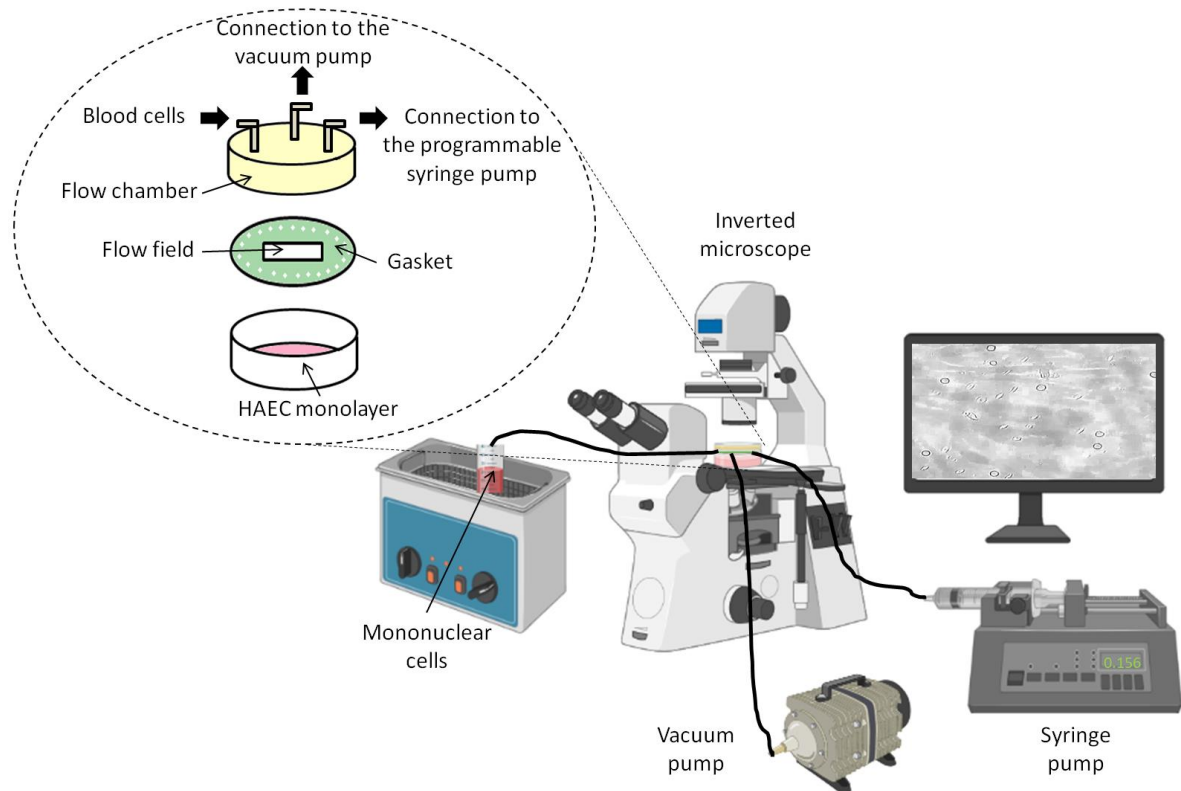 Connection to the
vacuum pump
Blood cells
Connection to
the programmable
syringe pump
Flow chamber
Flow field
Gasket
HAEC monolayer
Inverted
microscope
Mononuclear
cells
0.156
Vacuum
pump
Syringe
pump